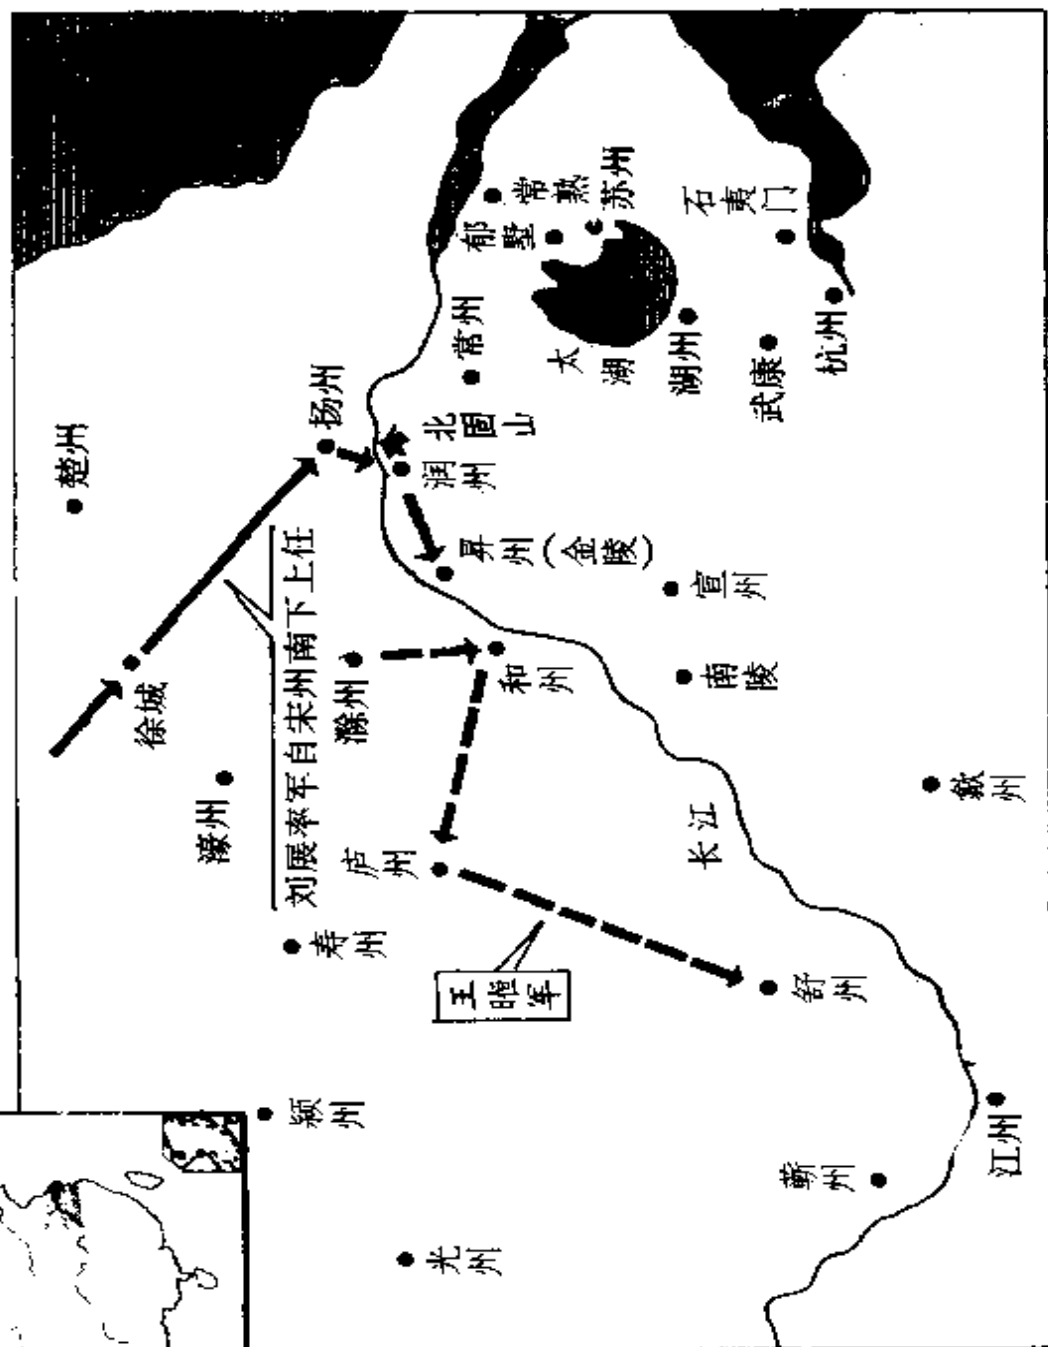 楚州
徐城
濠州
寿州
颍州
光州
扬州
刘展率军自宋州南下上任
滁州
庐州
和州
王暅军
舒州
蕲州
江州
长江
北固山
润州
昇州(金陵)
常州
常熟
郁墅
苏州
太湖
湖州
石夷门
武康
杭州
宣州
南陵
歙州